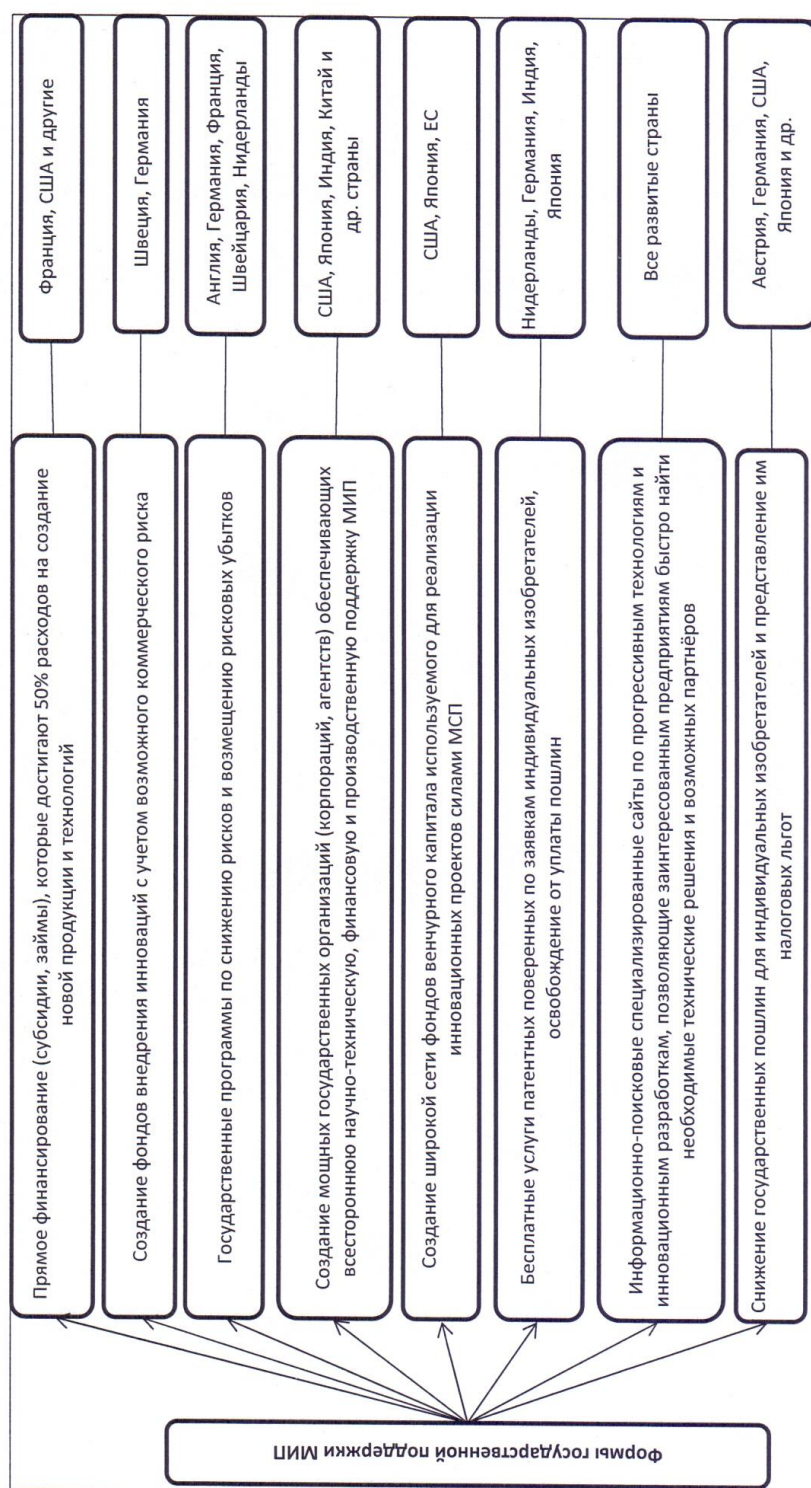 Формы государственной поддержки МИП
Прямое финансирование (субсидии, займы), которые достигают 50% расходов на создание
новой продукции и технологий
Франция, США и другие
Создание фондов внедрения инноваций с учетом возможного коммерческого риска
Швеция, Германия
Государственные программы по снижению рисков и возмещению рисковых убытков
Англия, Германия, Франция,
Швейцария, Нидерланды
Создание мощных государственных организаций (корпораций, агентств) обеспечивающих
всестороннюю научно-техническую, финансовую и производственную поддержку МИП
США, Япония, Индия, Китай и
др. страны
Создание широкой сети фондов венчурного капитала используемого для реализации
инновационных проектов силами МСП
США, Япония, ЕС
Бесплатные услуги патентных поверенных по заявкам индивидуальных изобретателей,
освобождение от уплаты пошлин
Нидерланды, Германия, Индия,
Япония
Информационно-поисковые специализированные сайты по прогрессивным технологиям и
инновационным разработкам, позволяющие заинтересованным предприятиям быстро найти
необходимые технические решения и возможных партнёров
Все развитые страны
Снижение государственных пошлин для индивидуальных изобретателей и представление им
налоговых льгот
Австрия, Германия, США,
Япония и др.